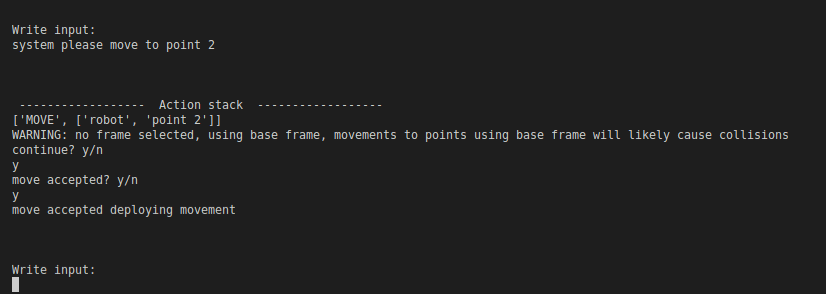 Write input:
system please move to point 2
------------------ Action stack ------------------
['MOVE', ['robot', 'point 2']]
WARNING: no frame selected, using base frame, movements to points using base frame will likely cause collisions
continue? y/n
y
move accepted? y/n
y
move accepted deploying movement
Write input: